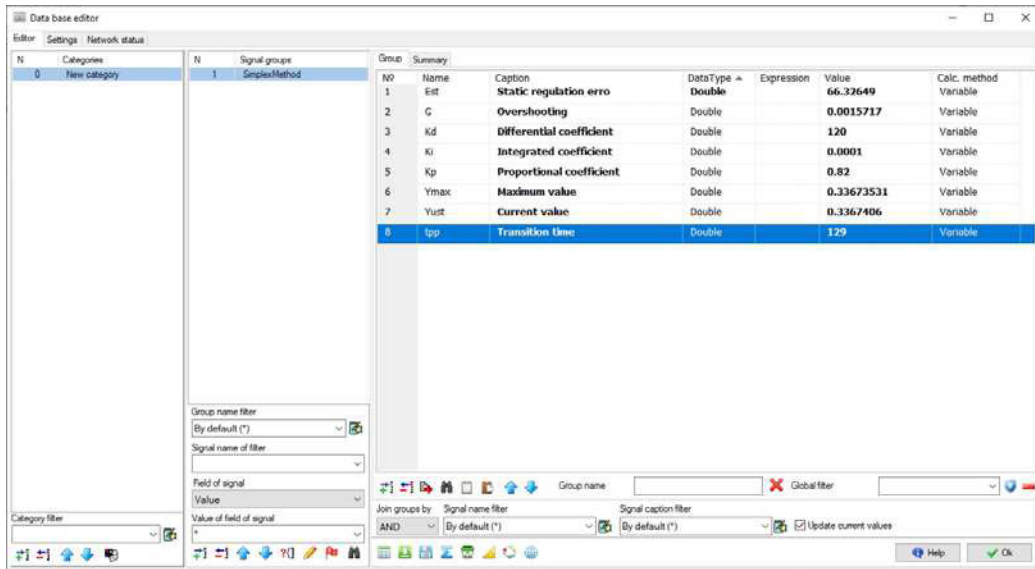 Data base editor
Editor Settings Network status
N Categories
0 New category
N Signal groups
1 SimplexMethod
Group Summary
Nº Name Caption DataType Expression Value Calc. method
1 Est Static regulation erro Double 66.32649 Variable
2 G Overshooting Double 0.0015717 Variable
3 Kd Differential coefficient Double 120 Variable
4 Ki Integrated coefficient Double 0.0001 Variable
5 Kp Proportional coefficient Double 0.82 Variable
6 Ymax Maximum value Double 0.33673531 Variable
7 Yust Current value Double 0.3367406 Variable
8 tpp Transition time Double 129 Variable
Group name filter
By default (*)
Signal name of filter
Field of signal
Value
Value of field of signal
*
Category filter
Group name Global filter
Join groups by Signal name filter Signal caption filter
AND By default (*) By default (*) Update current values
Help Ok